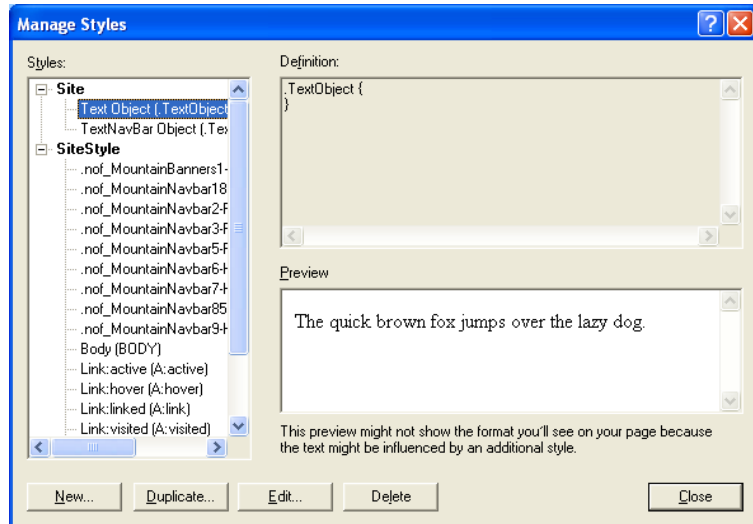 Manage Styles
Styles:
Site
Text Object (.TextObject
TextNavBar Object (.Tex
SiteStyle
.nof_MountainBanners1-
.nof_MountainNavbar18
.nof_MountainNavbar2-F
.nof_MountainNavbar3-F
.nof_MountainNavbar5-F
.nof_MountainNavbar6-H
.nof_MountainNavbar7-H
.nof_MountainNavbar85
.nof_MountainNavbar9-H
Body (BODY)
Link:active (A:active)
Link:hover (A:hover)
Link:linked (A:link)
Link:visited (A:visited)
Definition:
.TextObject {
}
Preview
The quick brown fox jumps over the lazy dog.
This preview might not show the format you'll see on your page because
the text might be influenced by an additional style.
New...
Duplicate...
Edit...
Delete
Close